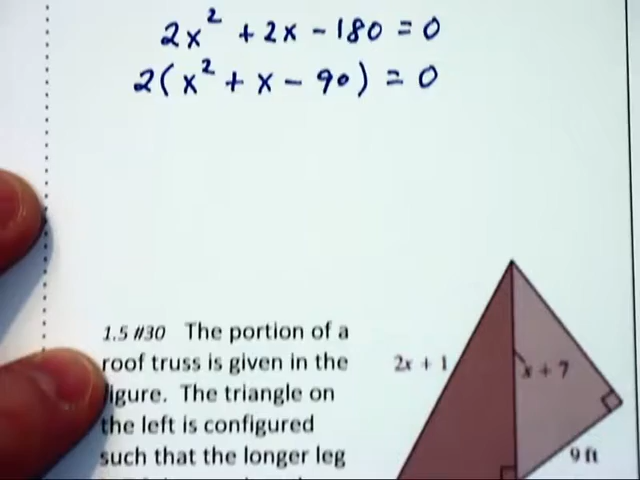 2x² + 2x - 180 = 0
2(x² + x - 90) = 0
1.5 #30 The portion of a
roof truss is given in the
figure. The triangle on
the left is configured
such that the longer leg
2x + 1
x + 7
9 ft